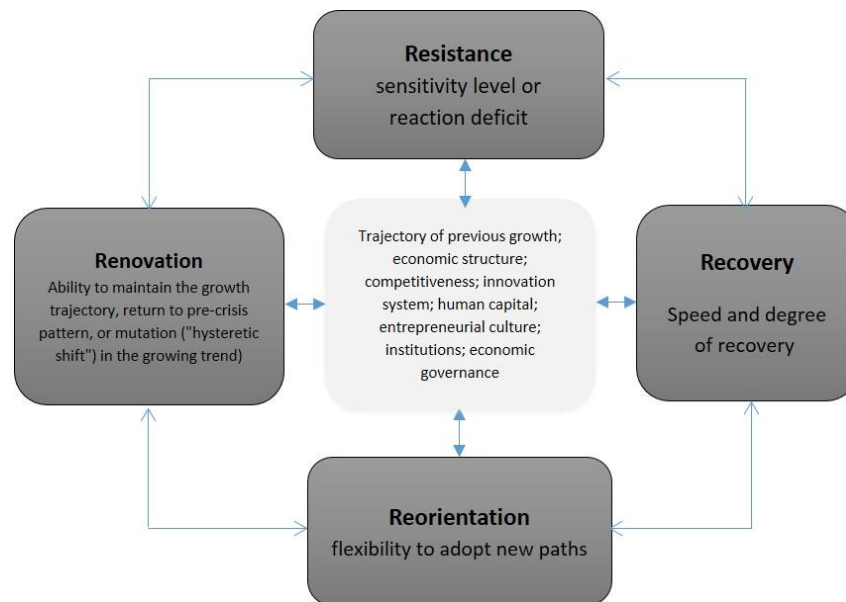 Resistance
sensitivity level or
reaction deficit
Renovation
Ability to maintain the growth
trajectory, return to pre-crisis
pattern, or mutation ("hysteretic
shift") in the growing trend)
Trajectory of previous growth;
economic structure;
competitiveness; innovation
system; human capital;
entrepreneurial culture;
institutions; economic
governance
Recovery
Speed and degree
of recovery
Reorientation
flexibility to adopt new paths